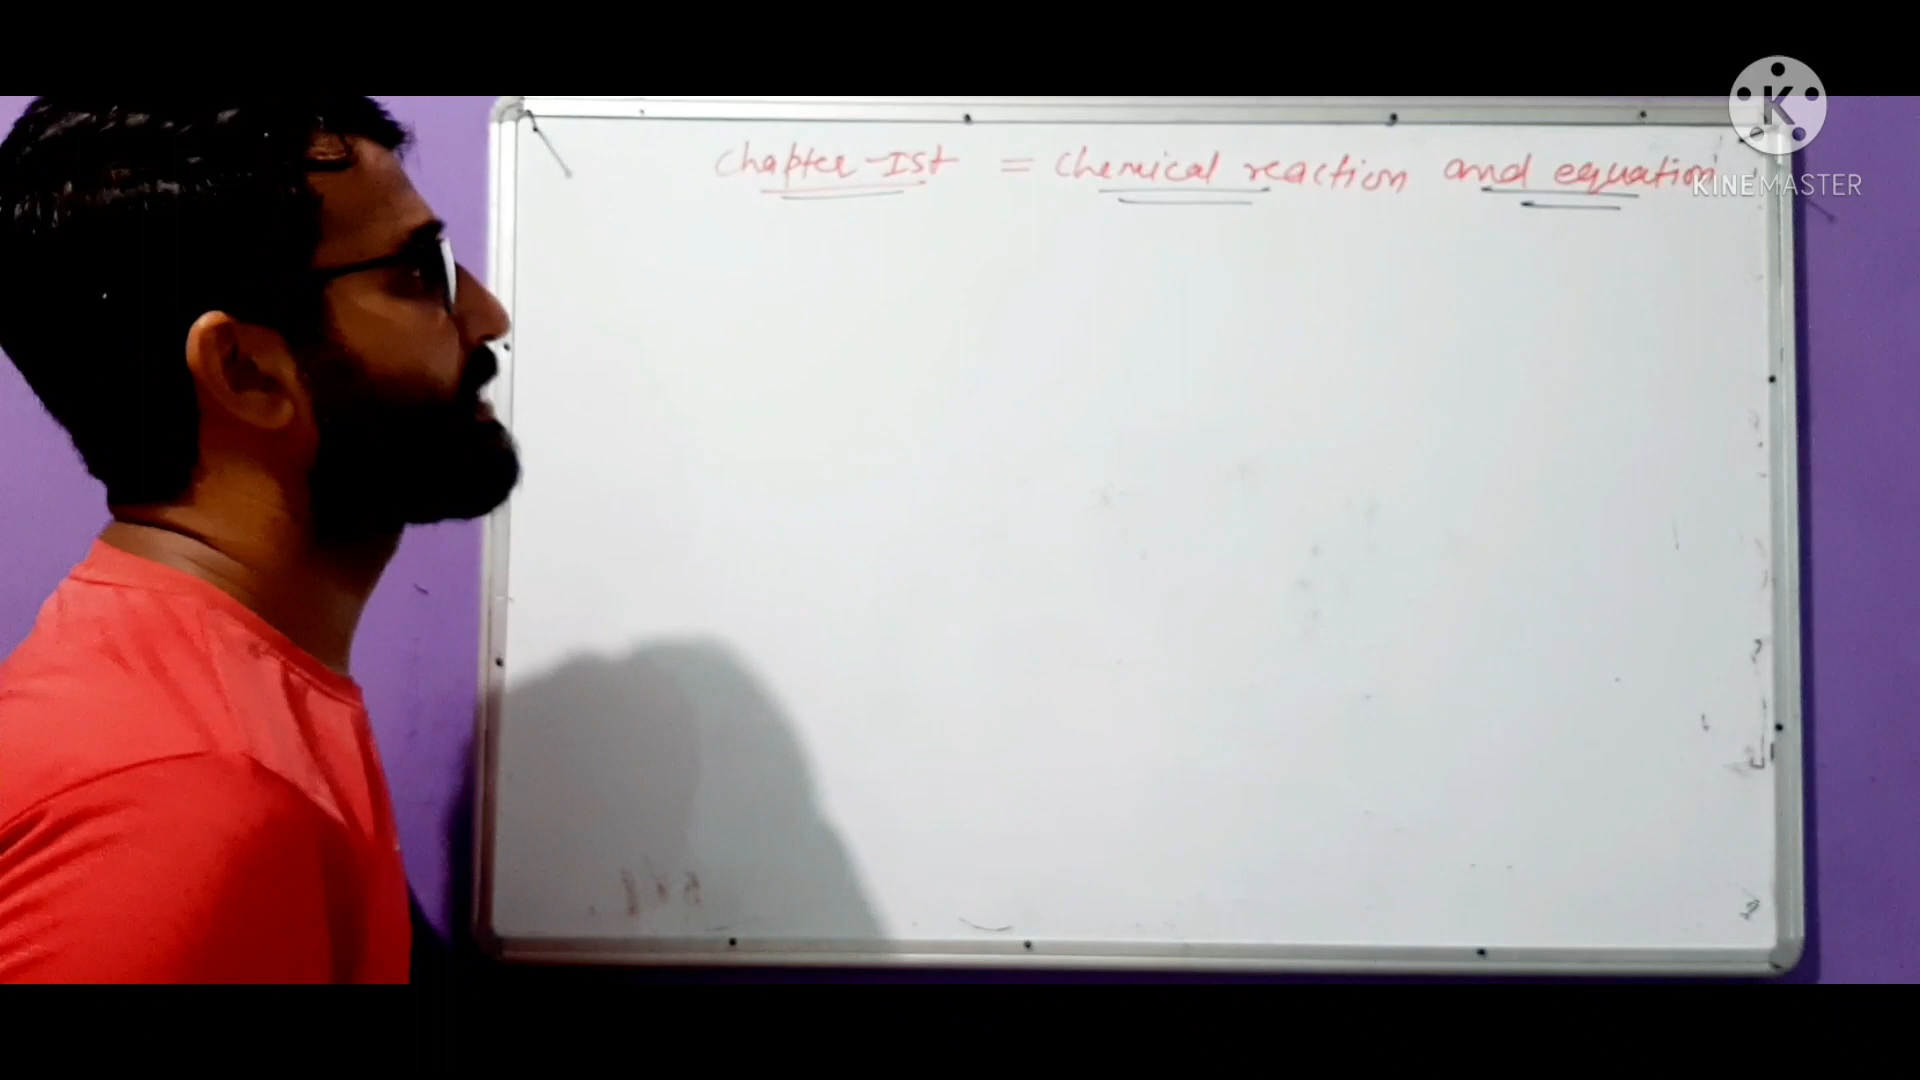 Chapter-Ist = Chemical reaction and equation
K
KINEMASTER